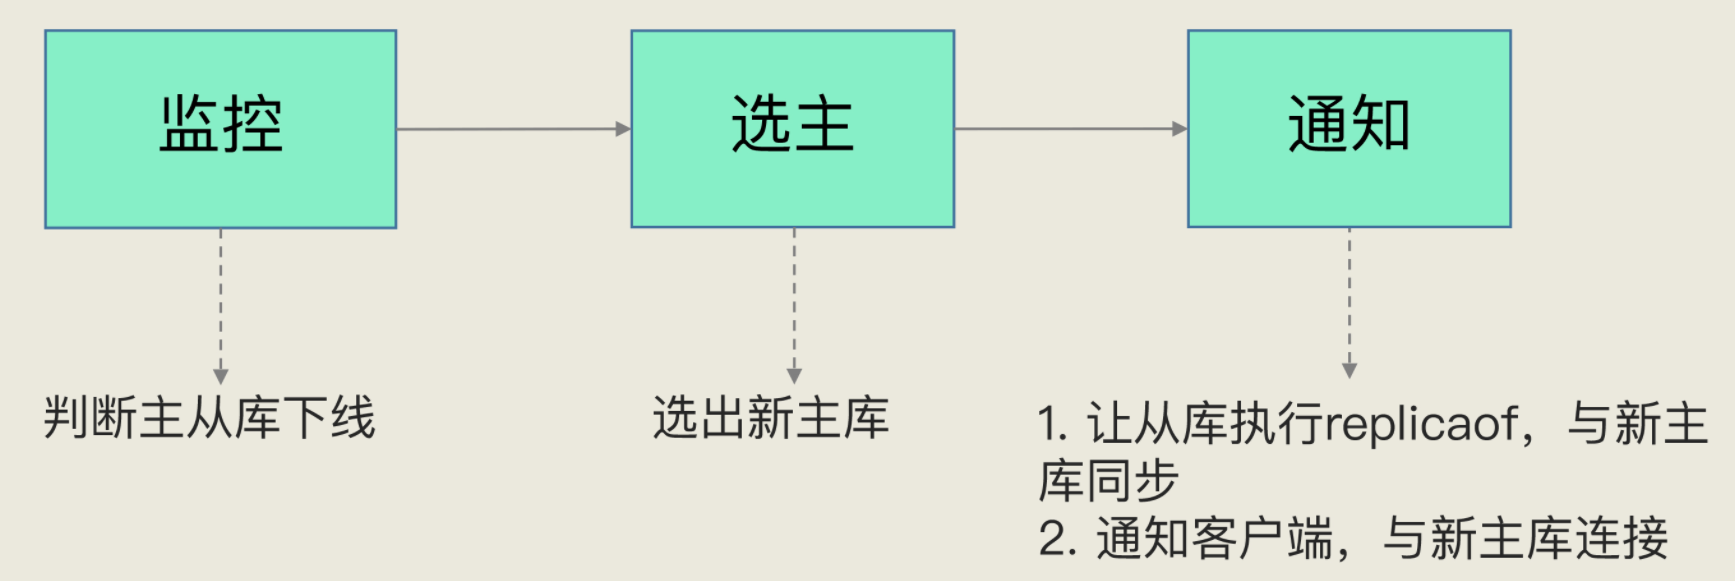 监控
选主
通知
判断主从库下线
选出新主库
1. 让从库执行replicaof，与新主
库同步
2. 通知客户端，与新主库连接